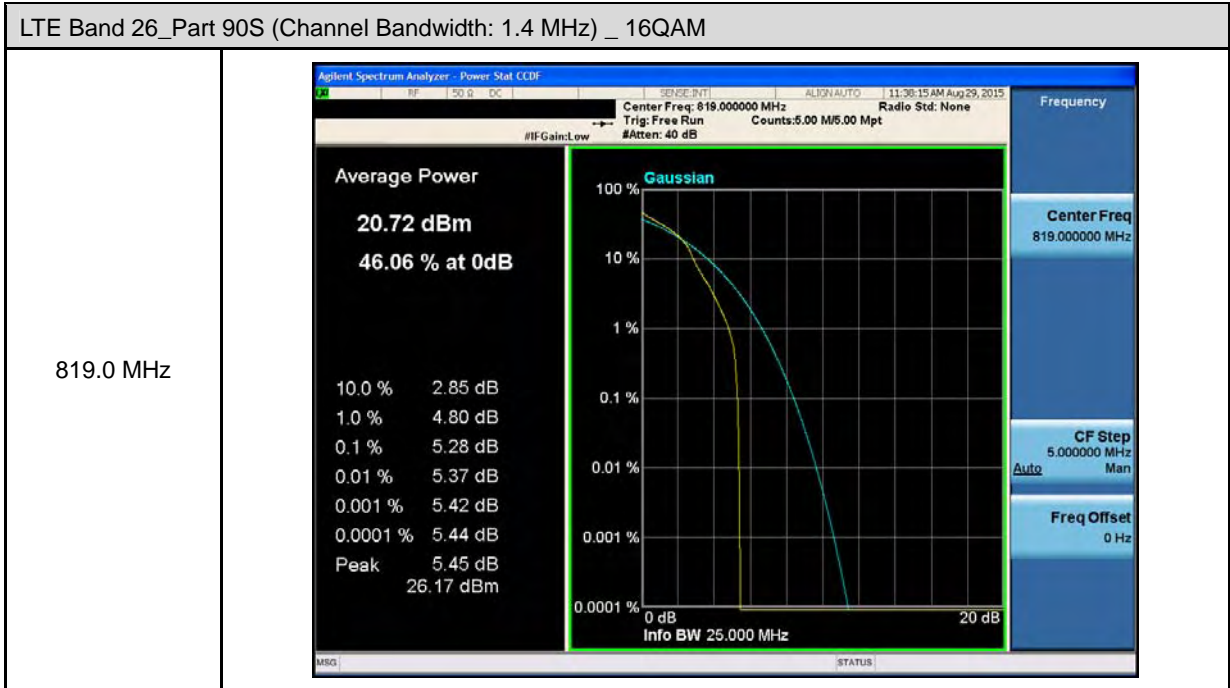 LTE Band 26_Part 90S (Channel Bandwidth: 1.4 MHz) _ 16QAM
819.0 MHz
Agilent Spectrum Analyzer - Power Stat CCDF
RF 50 Ω DC SENSE:INT ALIGN AUTO 11:38:15 AM Aug 29, 2015
Center Freq: 819.000000 MHz Radio Std: None
Trig: Free Run Counts:5.00 M/5.00 Mpt
#IFGain:Low #Atten: 40 dB
Average Power
20.72 dBm
46.06 % at 0dB
10.0 % 2.85 dB
1.0 % 4.80 dB
0.1 % 5.28 dB
0.01 % 5.37 dB
0.001 % 5.42 dB
0.0001 % 5.44 dB
Peak 5.45 dB
26.17 dBm
Gaussian
100 %
10 %
1 %
0.1 %
0.01 %
0.001 %
0.0001 %
0 dB 20 dB
Info BW 25.000 MHz
Frequency
Center Freq
819.000000 MHz
CF Step
5.000000 MHz
Auto Man
Freq Offset
0 Hz
MSG STATUS